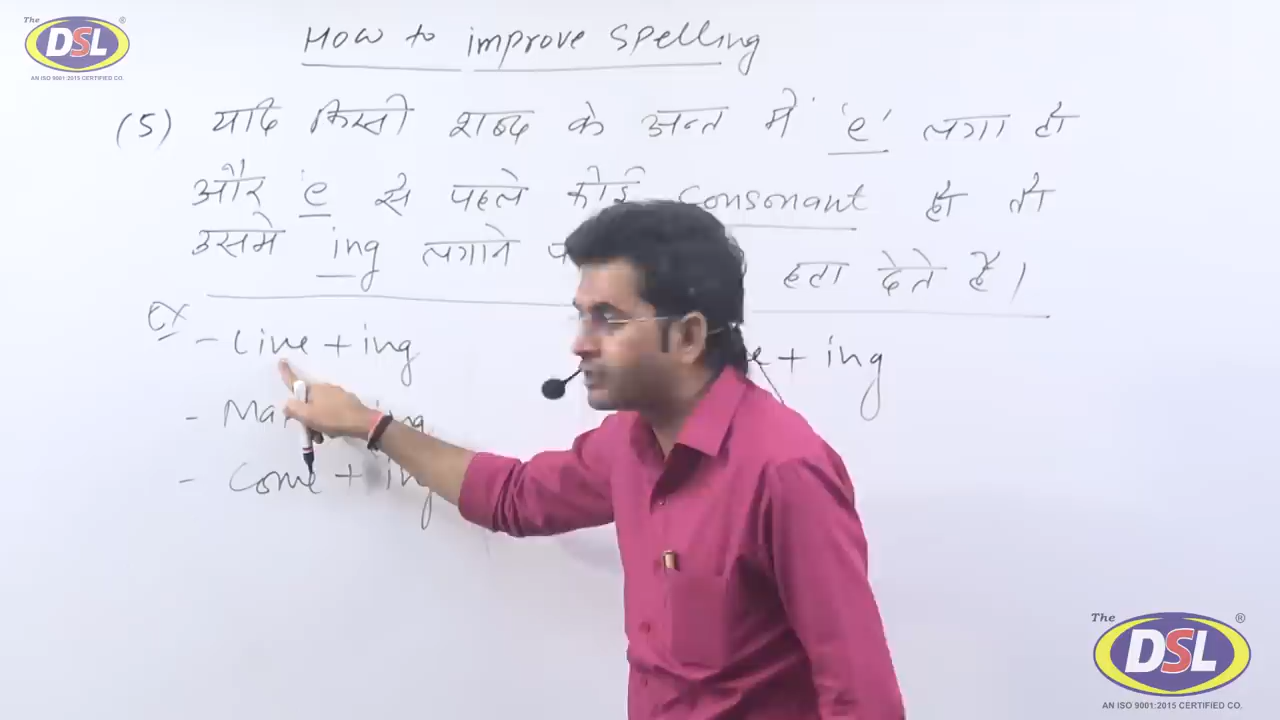 The DSL ®
AN ISO 9001:2015 CERTIFIED CO.
How to improve Spelling
(5) यदि किसी शब्द के अन्त में 'e' लगा हो
और 'e से पहले कोई Consonant हो तो
उसमे ing लगाने हटा देते हैं।
Ex
- Live + ing
+ ing
- ing
- Come + ing
The DSL ®
AN ISO 9001:2015 CERTIFIED CO.